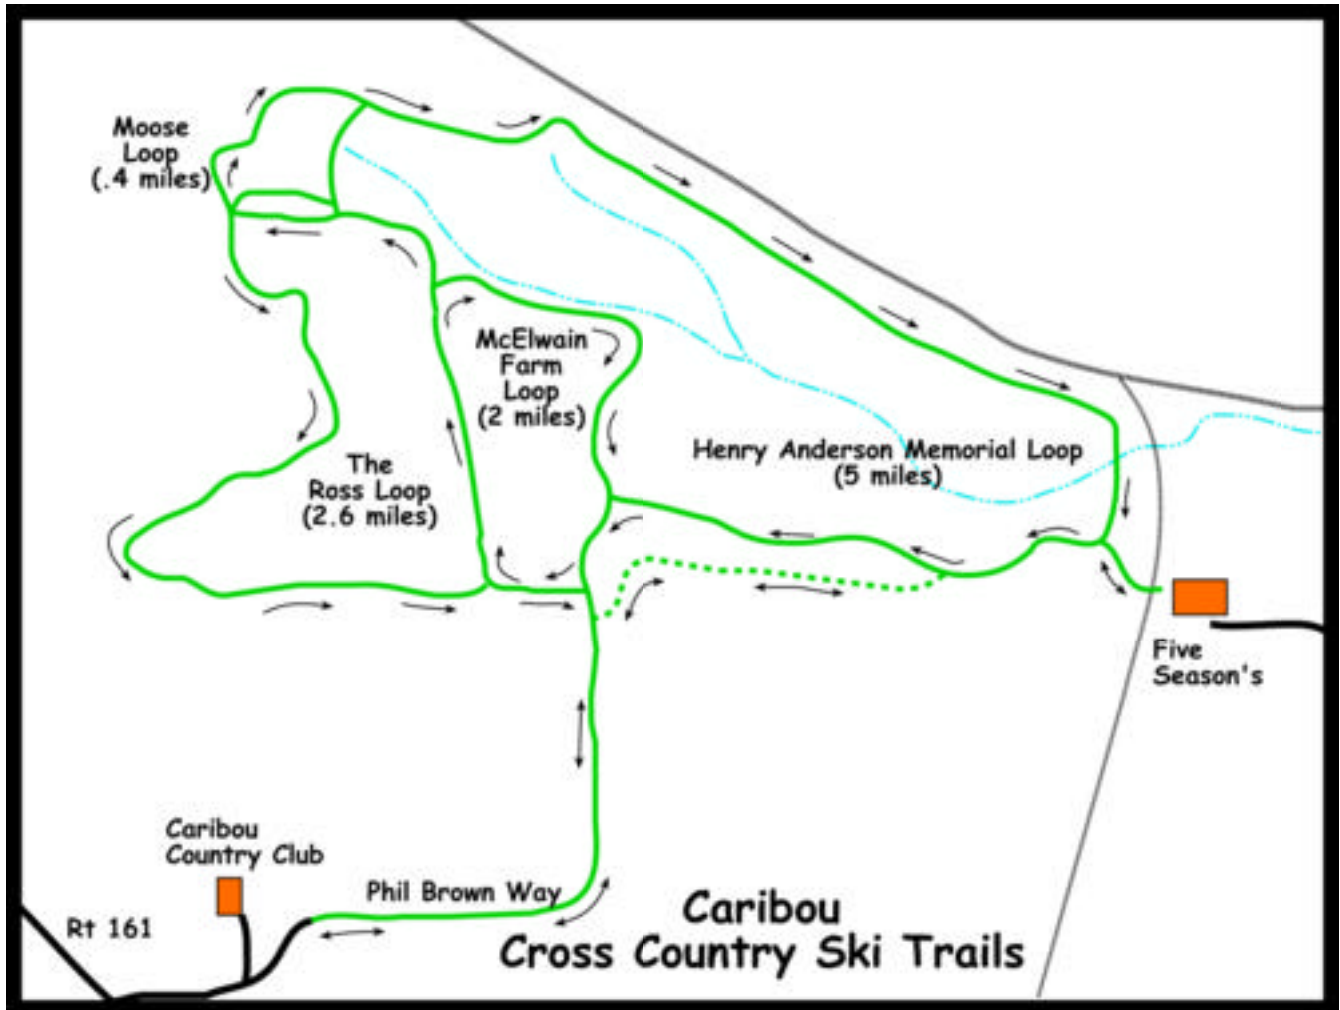 Moose
Loop
(.4 miles)
McElwain
Farm
Loop
(2 miles)
Henry Anderson Memorial Loop
(5 miles)
The
Ross Loop
(2.6 miles)
Five
Season's
Caribou
Country Club
Phil Brown Way
Rt 161
Caribou
Cross Country Ski Trails